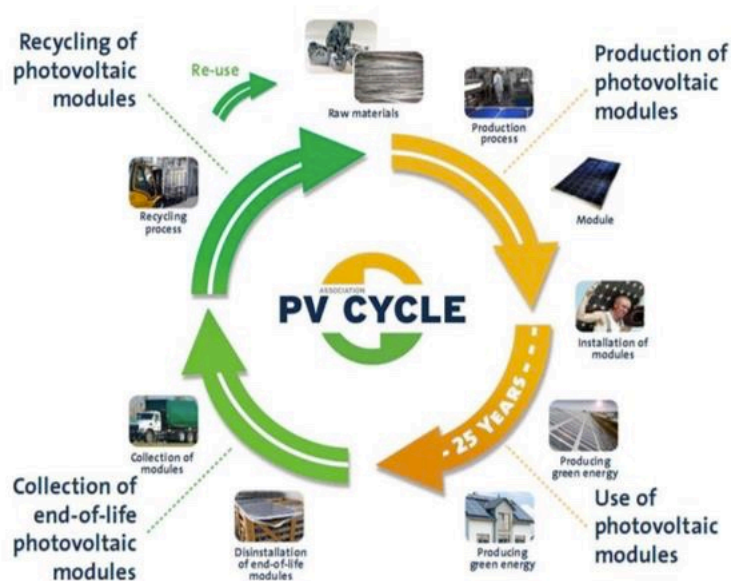 Recycling of
photovoltaic
modules
Re-use
Raw materials
Production
process
Production of
photovoltaic
modules
Module
Recycling
process
ASSOCIATION
PV CYCLE
Installation of
modules
- 25 YEARS - - -
Producing
green energy
Use of
photovoltaic
modules
Producing
green energy
Disinstallation
of end-of-life
modules
Collection of
modules
Collection of
end-of-life
photovoltaic
modules